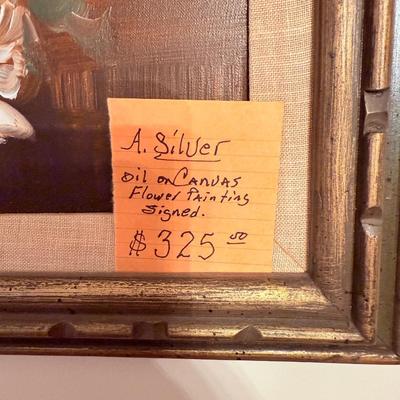 A. Silver
Oil on Canvas
Flower Painting
Signed.
$325.00